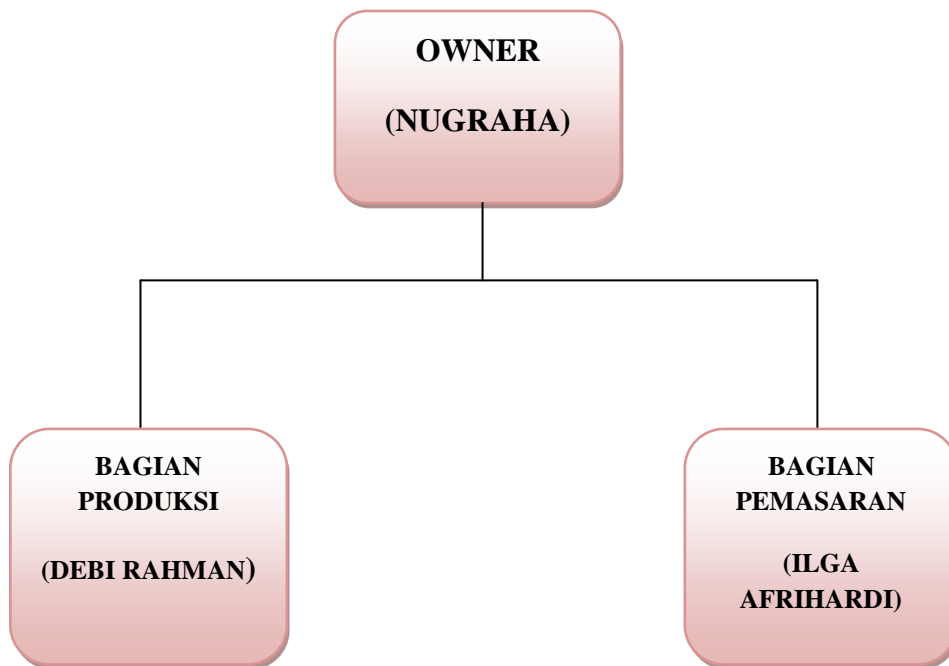 OWNER
(NUGRAHA)
BAGIAN
PRODUKSI
(DEBI RAHMAN)
BAGIAN
PEMASARAN
(ILGA
AFRIHARDI)